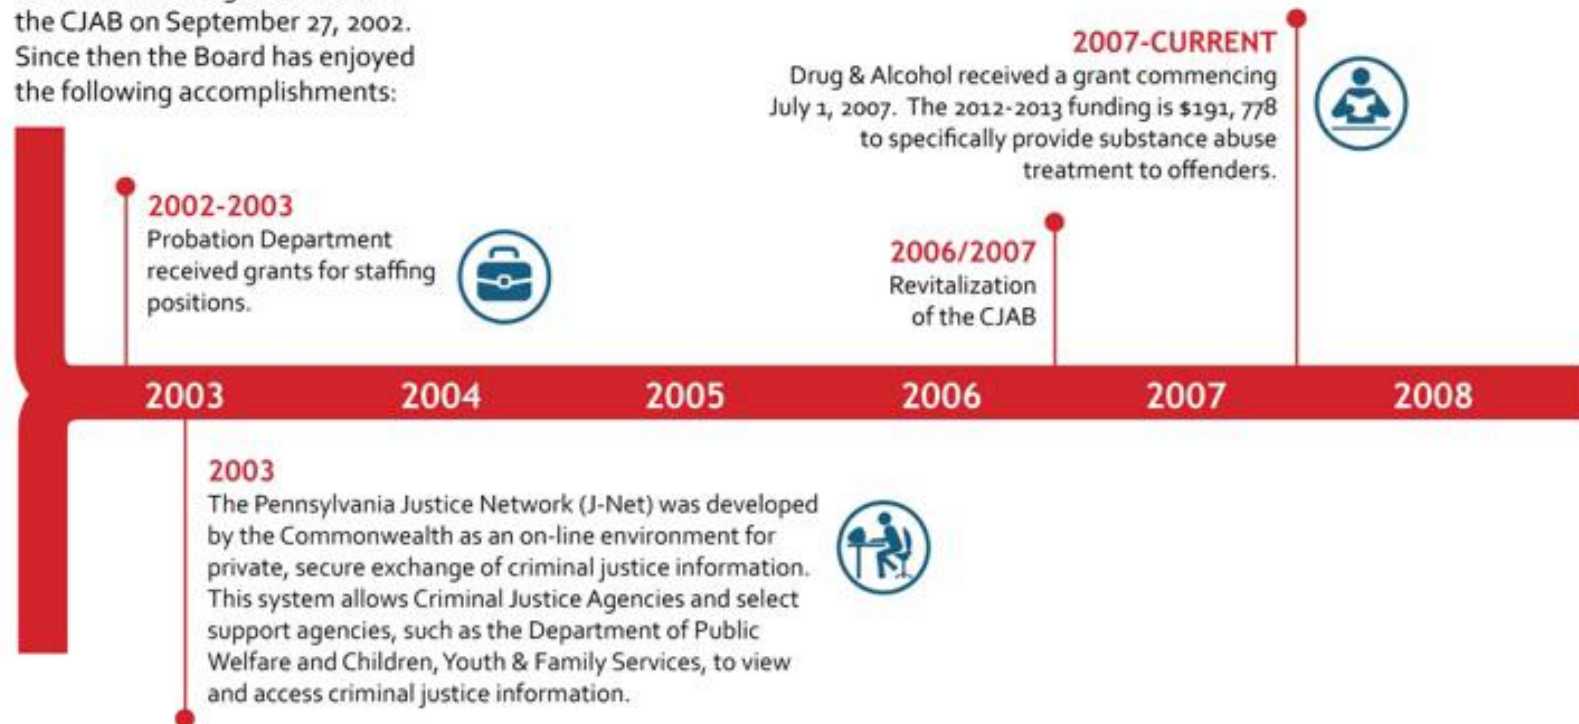 the CJAB on September 27, 2002.
Since then the Board has enjoyed
the following accomplishments:
2007-CURRENT
Drug & Alcohol received a grant commencing
July 1, 2007. The 2012-2013 funding is $191, 778
to specifically provide substance abuse
treatment to offenders.
2002-2003
Probation Department
received grants for staffing
positions.
2006/2007
Revitalization
of the CJAB
2003 2004 2005 2006 2007 2008
2003
The Pennsylvania Justice Network (J-Net) was developed
by the Commonwealth as an on-line environment for
private, secure exchange of criminal justice information.
This system allows Criminal Justice Agencies and select
support agencies, such as the Department of Public
Welfare and Children, Youth & Family Services, to view
and access criminal justice information.